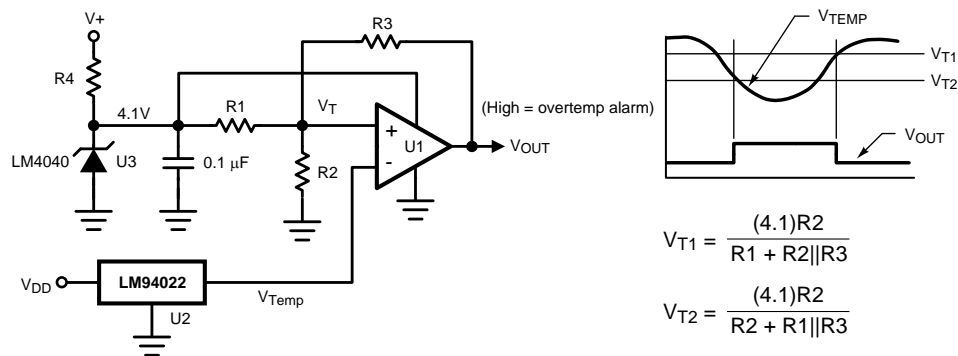 V+
R3
R4
4.1V
R1
VT
LM4040
U3
0.1 μF
R2
+
-
U1
(High = overtemp alarm)
VOUT
VDD
LM94022
U2
VTemp
VTEMP
VT1
VT2
VOUT
VT1 = (4.1)R2 / R1 + R2||R3
VT2 = (4.1)R2 / R2 + R1||R3